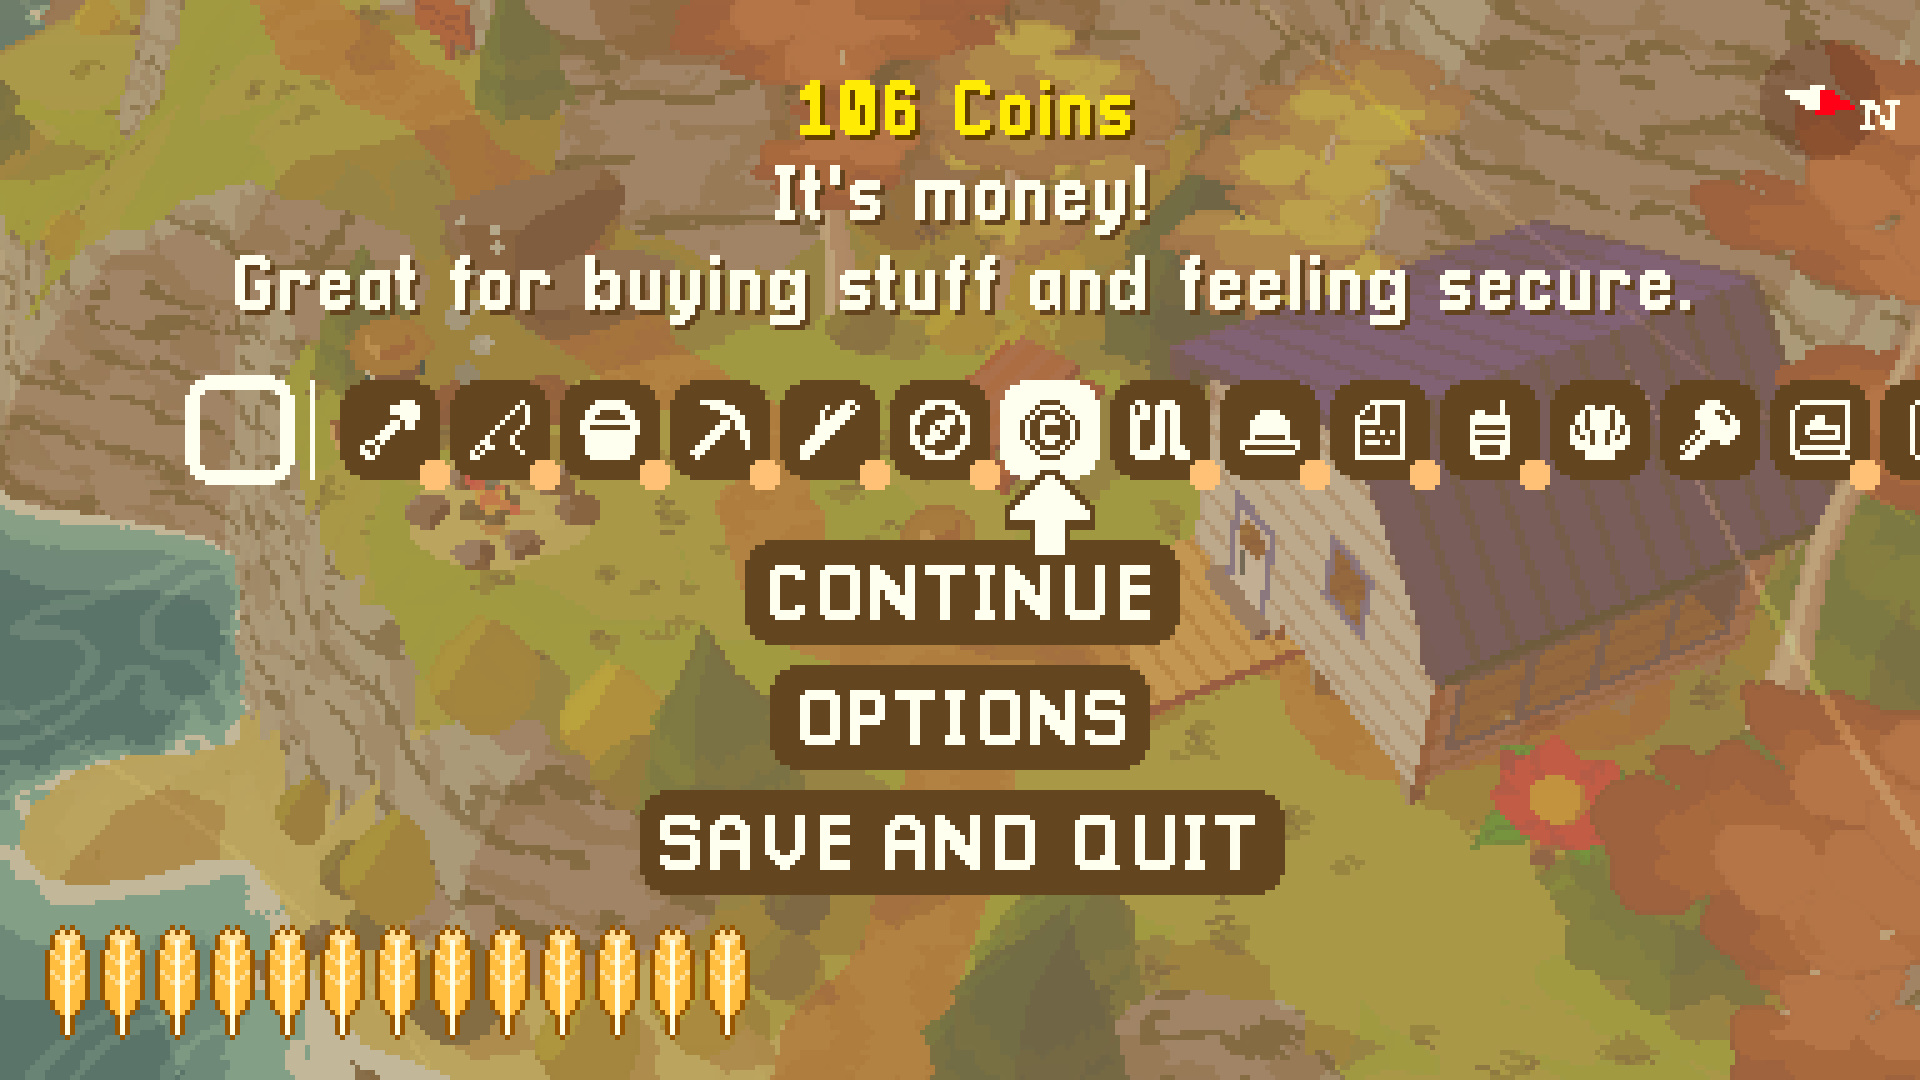 106 Coins
N
It's money!
Great for buying stuff and feeling secure.
CONTINUE
OPTIONS
SAVE AND QUIT